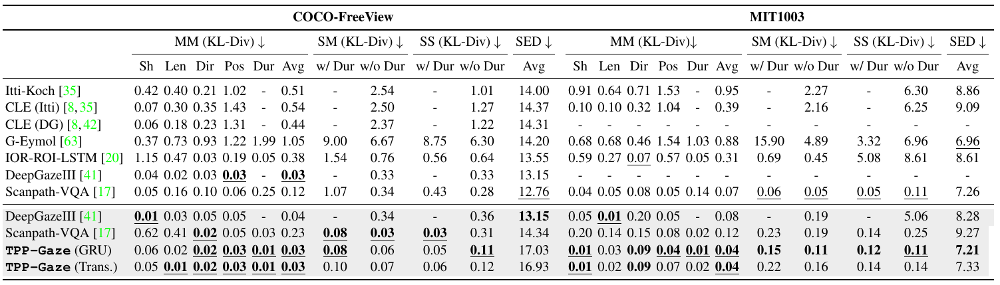 COCO-FreeView MIT1003
MM (KL-Div) ↓ SM (KL-Div) ↓ SS (KL-Div) ↓ SED ↓ MM (KL-Div)↓ SM (KL-Div) ↓ SS (KL-Div) ↓ SED ↓
Sh Len Dir Pos Dur Avg w/ Dur w/o Dur w/ Dur w/o Dur Avg Sh Len Dir Pos Dur Avg w/ Dur w/o Dur w/ Dur w/o Dur Avg
Itti-Koch [35] 0.42 0.40 0.21 1.02 - 0.51 - 2.54 - 1.01 14.00 0.91 0.64 0.71 1.53 - 0.95 - 2.27 - 6.30 8.86
CLE (Itti) [8,35] 0.07 0.30 0.35 1.43 - 0.54 - 2.50 - 1.27 14.37 0.10 0.10 0.32 1.04 - 0.39 - 2.16 - 6.25 9.09
CLE (DG) [8,42] 0.06 0.18 0.23 1.31 - 0.44 - 2.37 - 1.22 14.31 - - - - - - - - - - -
G-Eymol [63] 0.37 0.73 0.93 1.22 1.99 1.05 9.00 6.67 8.75 6.30 14.20 0.68 0.68 0.46 1.54 1.03 0.88 15.90 4.89 3.32 6.96 6.96
IOR-ROI-LSTM [20] 1.15 0.47 0.03 0.19 0.05 0.38 1.54 0.76 0.56 0.64 13.55 0.59 0.27 0.07 0.57 0.05 0.31 0.69 0.45 5.08 8.61 8.61
DeepGazeIII [41] 0.04 0.02 0.03 0.03 - 0.03 - 0.33 - 0.33 13.15 - - - - - - - - - - -
Scanpath-VQA [17] 0.05 0.16 0.10 0.06 0.25 0.12 1.07 0.34 0.43 0.28 12.76 0.04 0.05 0.08 0.05 0.14 0.07 0.06 0.05 0.05 0.11 7.26
DeepGazeIII [41] 0.01 0.03 0.05 0.05 - 0.04 - 0.34 - 0.36 13.15 0.05 0.01 0.20 0.05 - 0.08 - 0.19 - 5.06 8.28
Scanpath-VQA [17] 0.62 0.41 0.02 0.05 0.03 0.23 0.08 0.03 0.03 0.31 14.34 0.20 0.14 0.15 0.08 0.02 0.12 0.23 0.19 0.14 0.25 9.27
TPP-Gaze (GRU) 0.06 0.02 0.02 0.03 0.01 0.03 0.08 0.06 0.05 0.11 17.03 0.01 0.03 0.09 0.04 0.01 0.04 0.15 0.11 0.12 0.11 7.21
TPP-Gaze (Trans.) 0.05 0.01 0.02 0.03 0.01 0.03 0.10 0.07 0.06 0.12 16.93 0.01 0.02 0.09 0.07 0.02 0.04 0.22 0.16 0.14 0.14 7.33